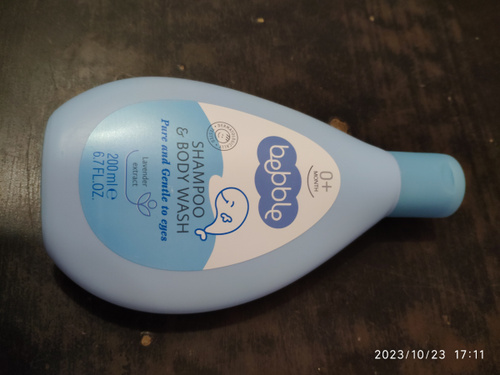 0+
MONTH
bebble
SHAMPOO
& BODY WASH
Pure and Gentle to eyes
Lavender
extract
200ml e
6.7 FL.OZ.
2023/10/23 17:11